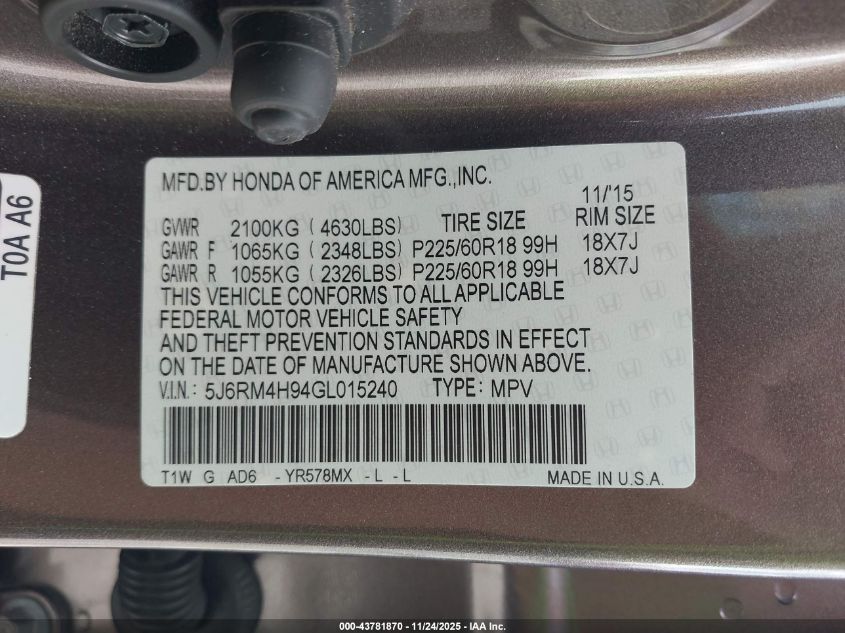 MFD.BY HONDA OF AMERICA MFG.,INC.
11/'15
GVWR 2100KG (4630LBS) TIRE SIZE RIM SIZE
GAWR F 1065KG (2348LBS) P225/60R18 99H 18X7J
GAWR R 1055KG (2326LBS) P225/60R18 99H 18X7J
THIS VEHICLE CONFORMS TO ALL APPLICABLE
FEDERAL MOTOR VEHICLE SAFETY
AND THEFT PREVENTION STANDARDS IN EFFECT
ON THE DATE OF MANUFACTURE SHOWN ABOVE.
V.I.N.: 5J6RM4H94GL015240 TYPE: MPV
T1W G AD6 -YR578MX -L -L MADE IN U.S.A.
T0A A6
000-43781870 - 11/24/2025 - IAA Inc.